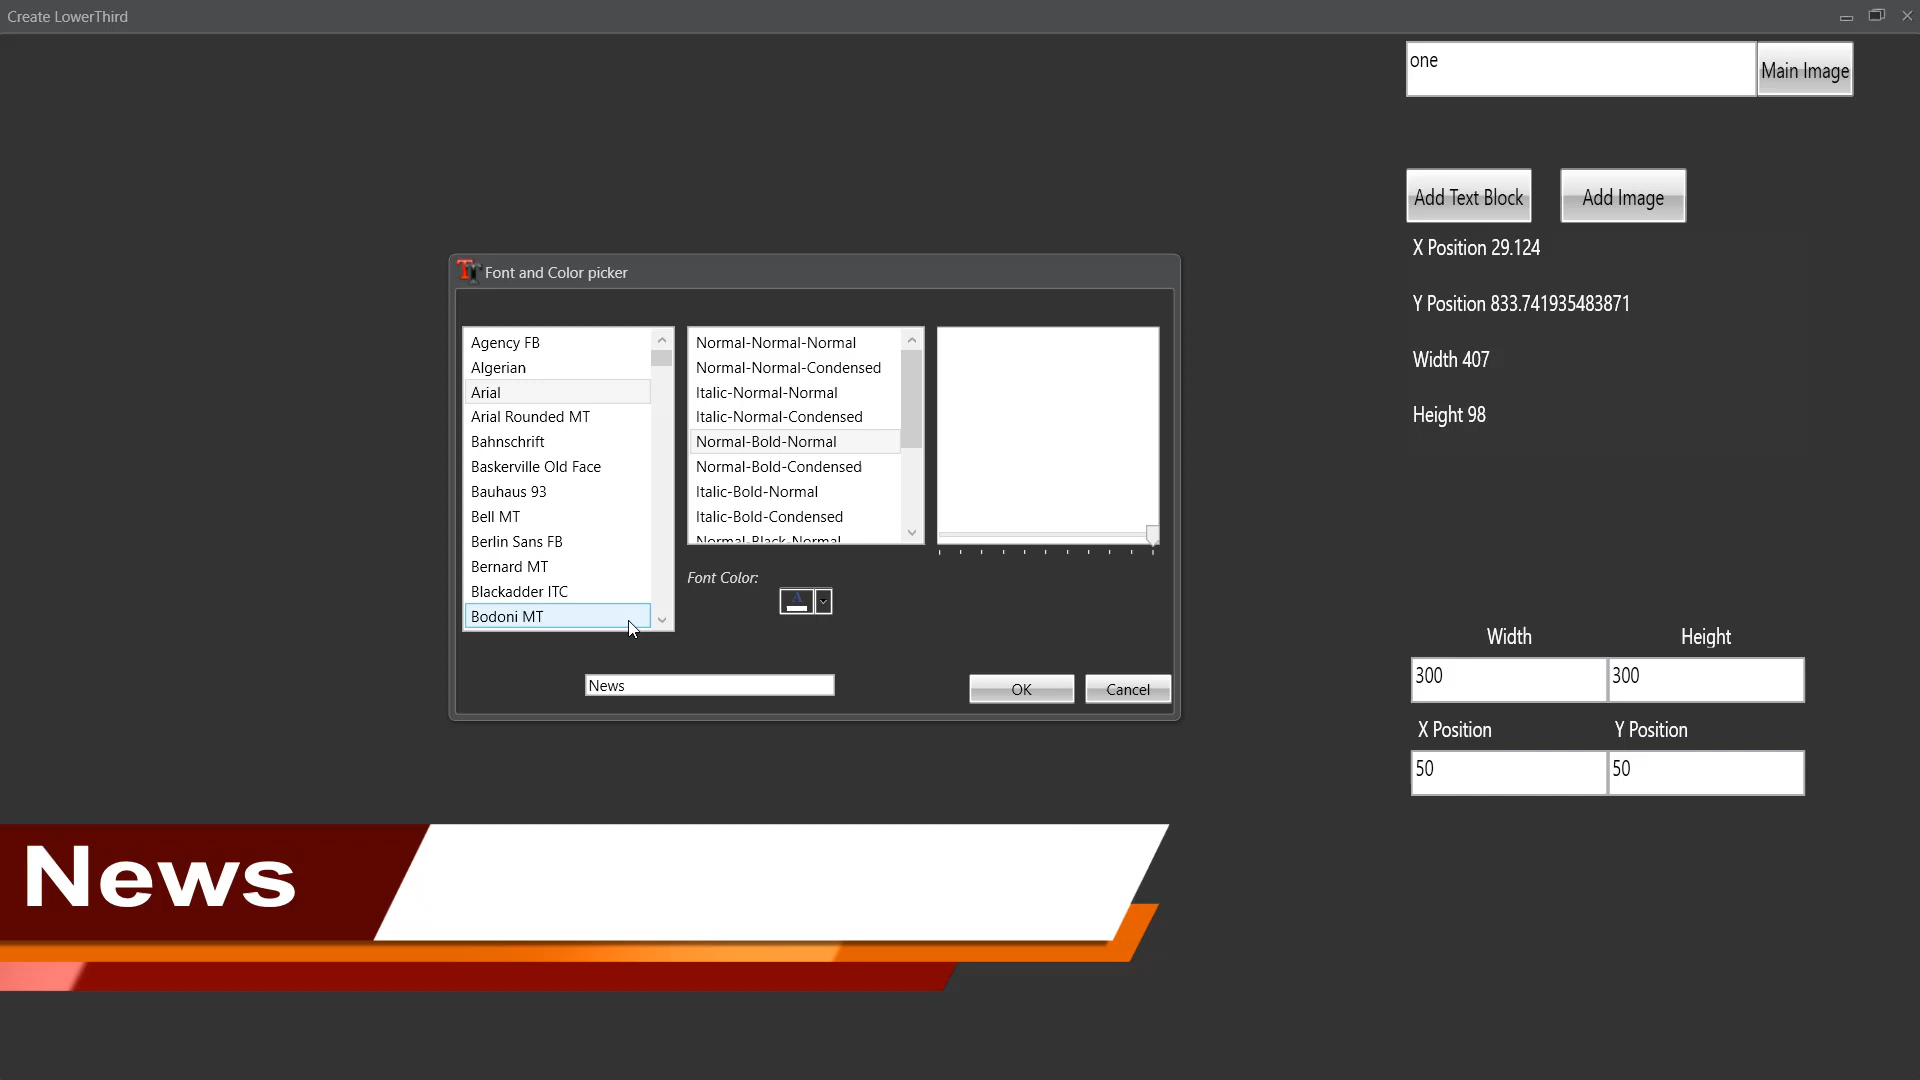 Create LowerThird
one
Main Image
Add Text Block
Add Image
X Position 29.124
Y Position 833.741935483871
Width 407
Height 98
Font and Color picker
Agency FB
Algerian
Arial
Arial Rounded MT
Bahnschrift
Baskerville Old Face
Bauhaus 93
Bell MT
Berlin Sans FB
Bernard MT
Blackadder ITC
Bodoni MT
Normal-Normal-Normal
Normal-Normal-Condensed
Italic-Normal-Normal
Italic-Normal-Condensed
Normal-Bold-Normal
Normal-Bold-Condensed
Italic-Bold-Normal
Italic-Bold-Condensed
Normal-Black-Normal
Font Color:
A
News
OK
Cancel
Width
Height
300
300
X Position
Y Position
50
50
News